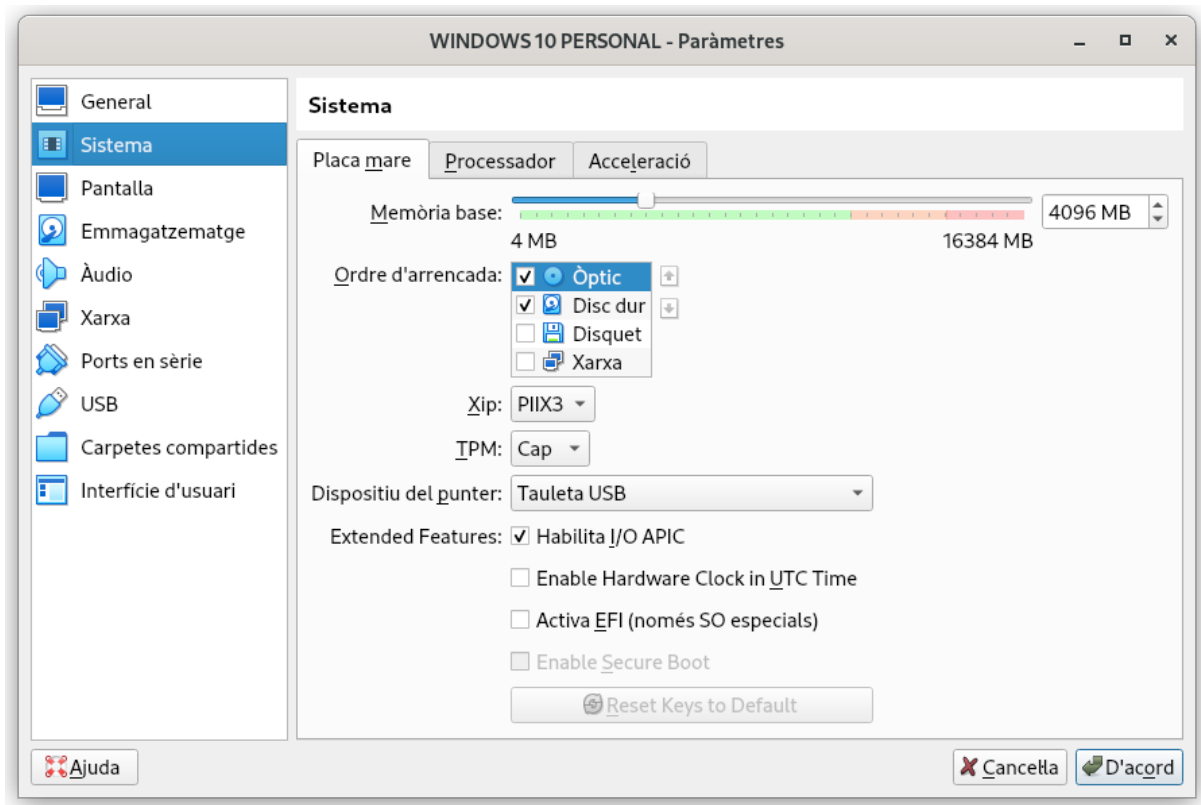 WINDOWS 10 PERSONAL - Paràmetres
General
Sistema
Pantalla
Emmagatzematge
Àudio
Xarxa
Ports en sèrie
USB
Carpetes compartides
Interfície d'usuari
Sistema
Placa mare Processador Acceleració
Memòria base: 4096 MB
4 MB 16384 MB
Ordre d'arrencada: Òptic
Disc dur
Disquet
Xarxa
Xip: PIIX3
TPM: Cap
Dispositiu del punter: Tauleta USB
Extended Features: Habilita I/O APIC
Enable Hardware Clock in UTC Time
Activa EFI (només SO especials)
Enable Secure Boot
Reset Keys to Default
Ajuda Cancel·la D'acord